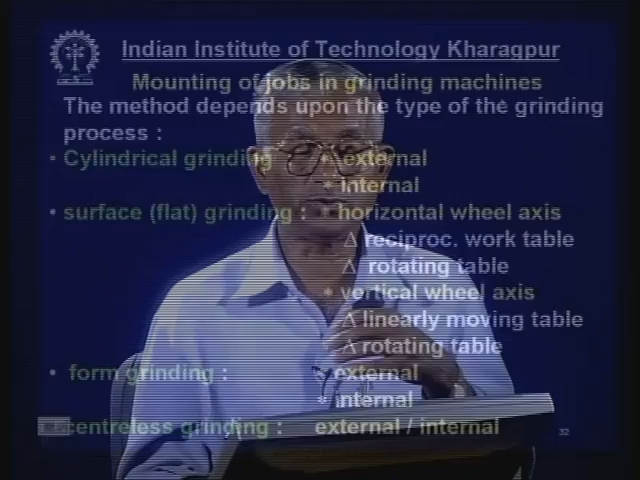 Indian Institute of Technology Kharagpur
Mounting of jobs in grinding machines
The method depends upon the type of the grinding
process :
• Cylindrical grinding * external
* internal
• surface (flat) grinding : * horizontal wheel axis
Δ reciproc. work table
Δ rotating table
* vertical wheel axis
Δ linearly moving table
Δ rotating table
• form grinding : * external
* internal
centreless grinding : external / internal
32